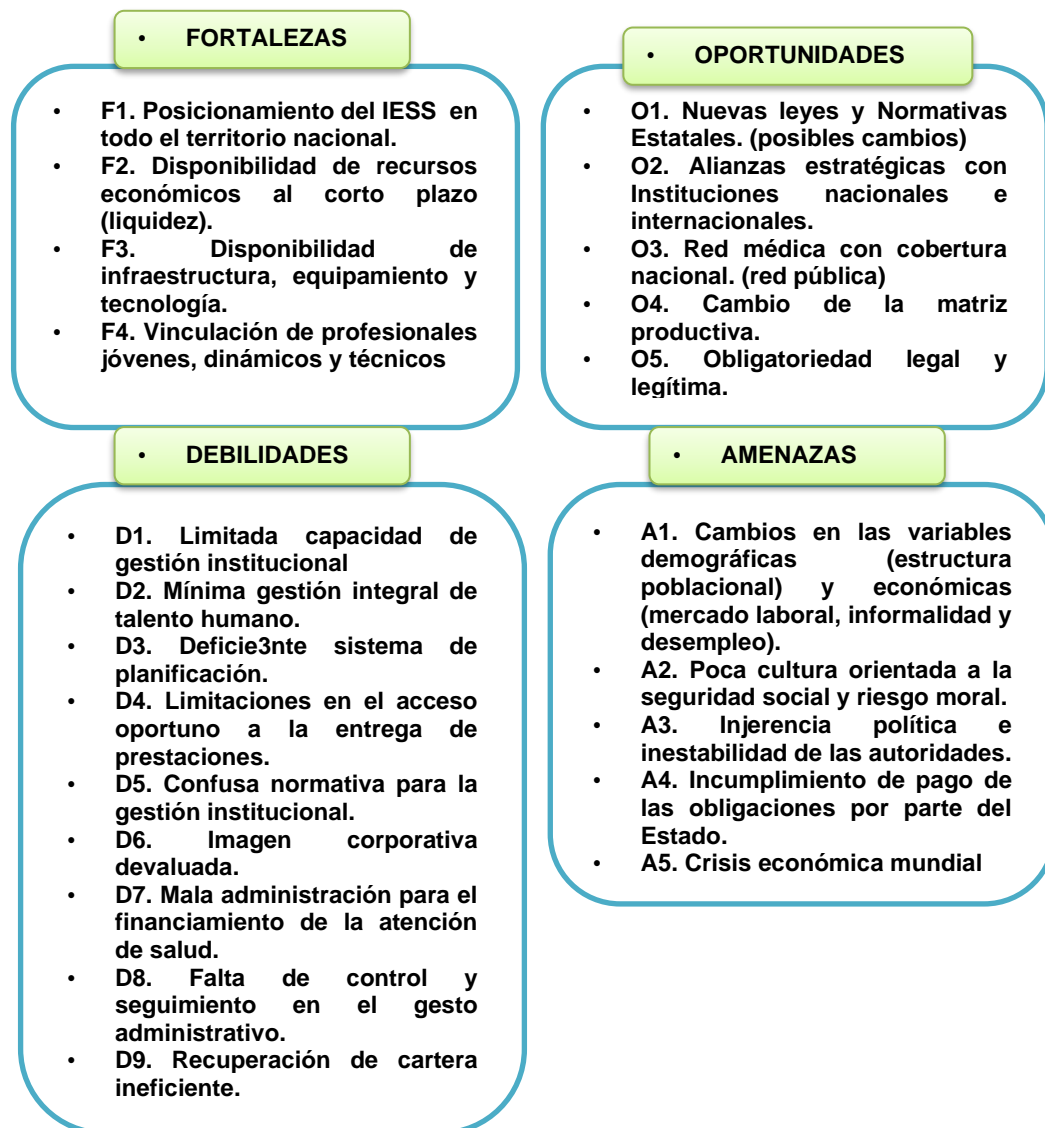 • FORTALEZAS
• F1. Posicionamiento del IESS en
todo el territorio nacional.
• F2. Disponibilidad de recursos
económicos al corto plazo
(liquidez).
• F3. Disponibilidad de
infraestructura, equipamiento y
tecnología.
• F4. Vinculación de profesionales
jóvenes, dinámicos y técnicos
• OPORTUNIDADES
• O1. Nuevas leyes y Normativas
Estatales. (posibles cambios)
• O2. Alianzas estratégicas con
Instituciones nacionales e
internacionales.
• O3. Red médica con cobertura
nacional. (red pública)
• O4. Cambio de la matriz
productiva.
• O5. Obligatoriedad legal y
legítima.
• DEBILIDADES
• D1. Limitada capacidad de
gestión institucional
• D2. Mínima gestión integral de
talento humano.
• D3. Deficie3nte sistema de
planificación.
• D4. Limitaciones en el acceso
oportuno a la entrega de
prestaciones.
• D5. Confusa normativa para la
gestión institucional.
• D6. Imagen corporativa
devaluada.
• D7. Mala administración para el
financiamiento de la atención
de salud.
• D8. Falta de control y
seguimiento en el gesto
administrativo.
• D9. Recuperación de cartera
ineficiente.
• AMENAZAS
• A1. Cambios en las variables
demográficas (estructura
poblacional) y económicas
(mercado laboral, informalidad y
desempleo).
• A2. Poca cultura orientada a la
seguridad social y riesgo moral.
• A3. Injerencia política e
inestabilidad de las autoridades.
• A4. Incumplimiento de pago de
las obligaciones por parte del
Estado.
• A5. Crisis económica mundial